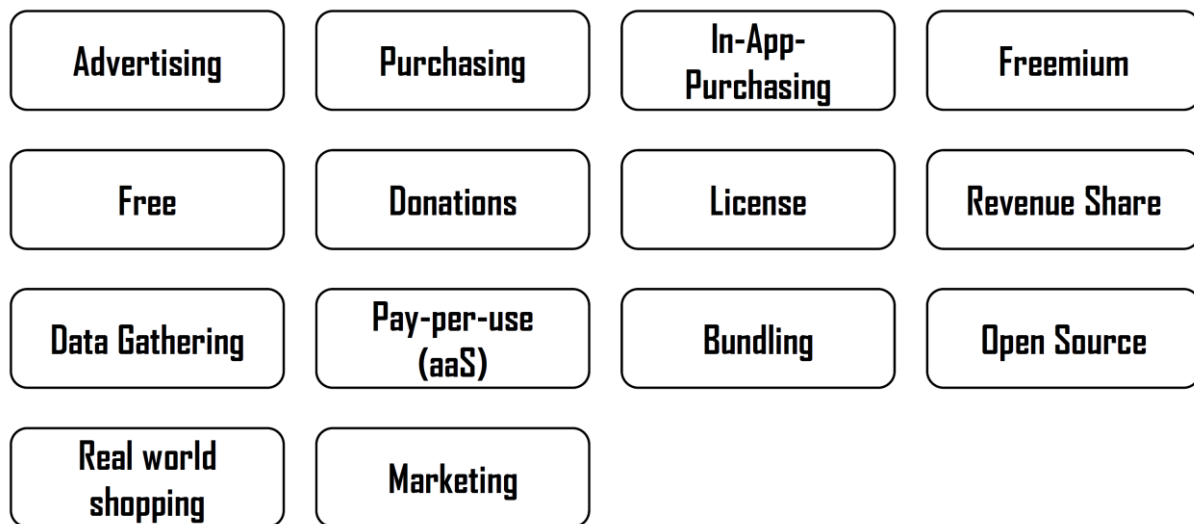 Advertising
Purchasing
In-App-
Purchasing
Freemium
Free
Donations
License
Revenue Share
Data Gathering
Pay-per-use
(aaS)
Bundling
Open Source
Real world
shopping
Marketing